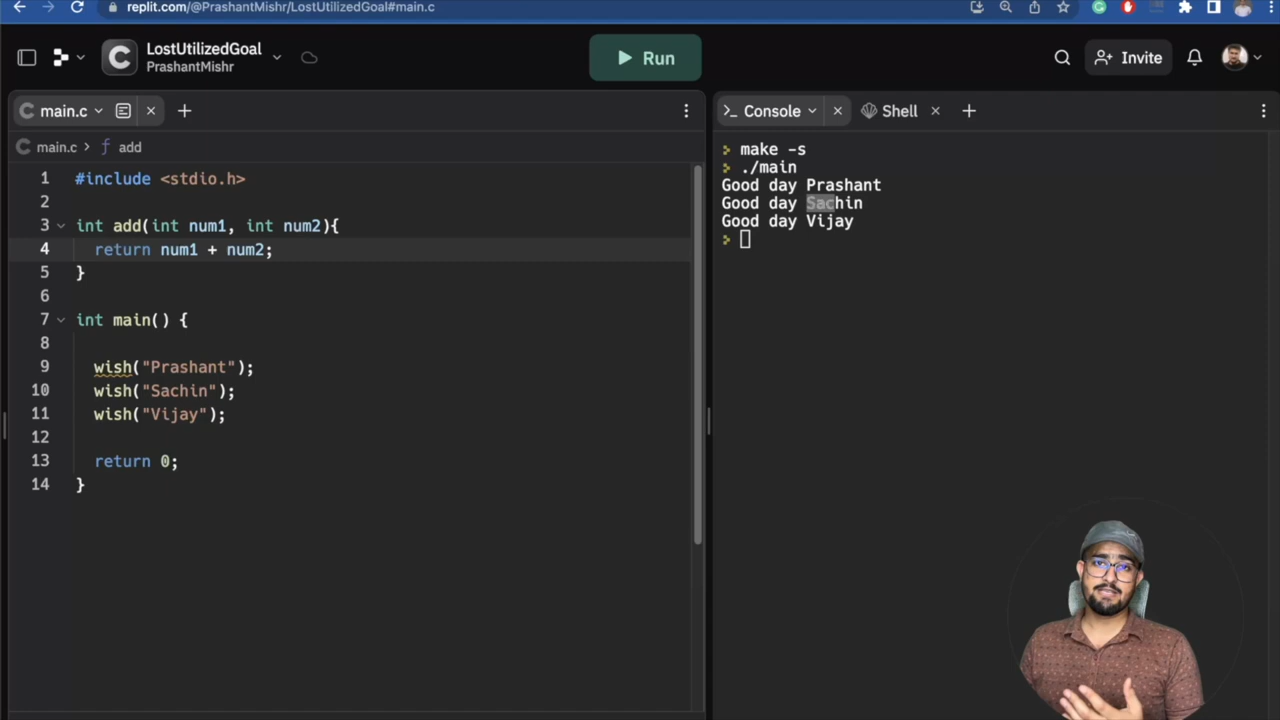 replit.com/@PrashantMishr/LostUtilizedGoal#main.c
LostUtilizedGoal
PrashantMishr
Run
Invite
main.c
Console
Shell
main.c > f add
1 #include <stdio.h>
2
3 int add(int num1, int num2){
4 return num1 + num2;
5 }
6
7 int main() {
8
9 wish("Prashant");
10 wish("Sachin");
11 wish("Vijay");
12
13 return 0;
14 }
make -s
./main
Good day Prashant
Good day Sachin
Good day Vijay